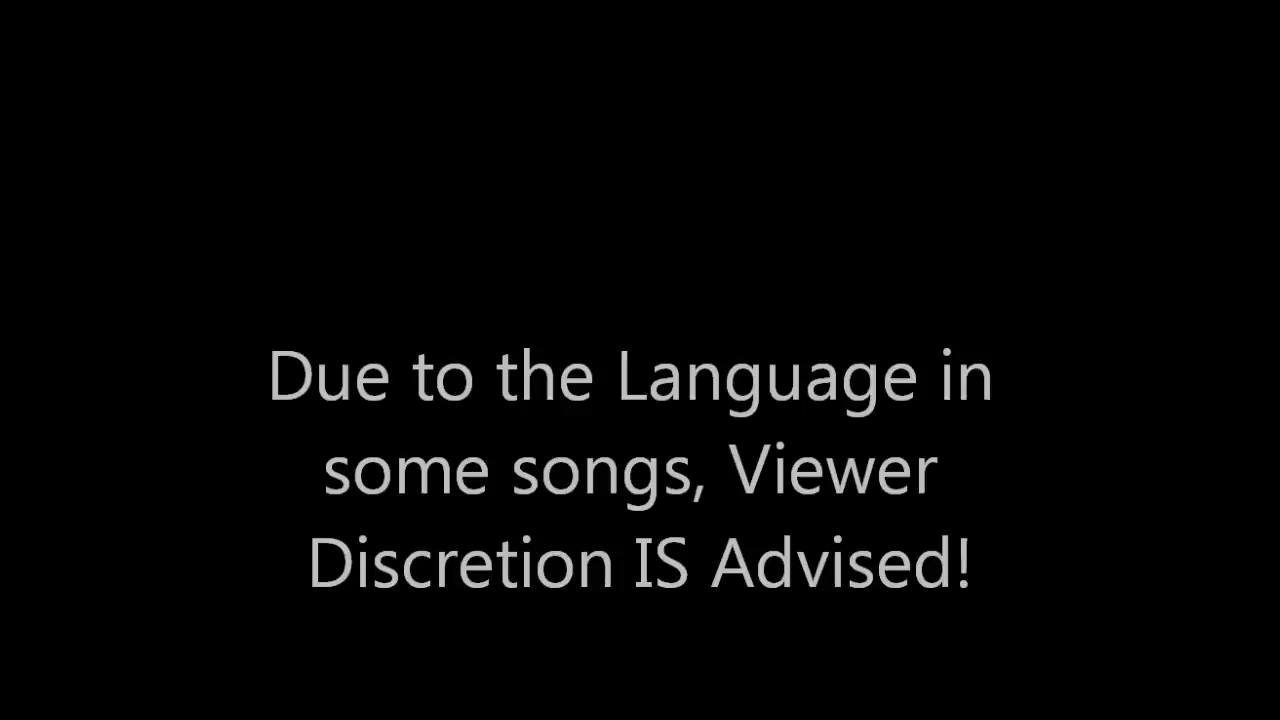 Due to the Language in
some songs, Viewer
Discretion IS Advised!